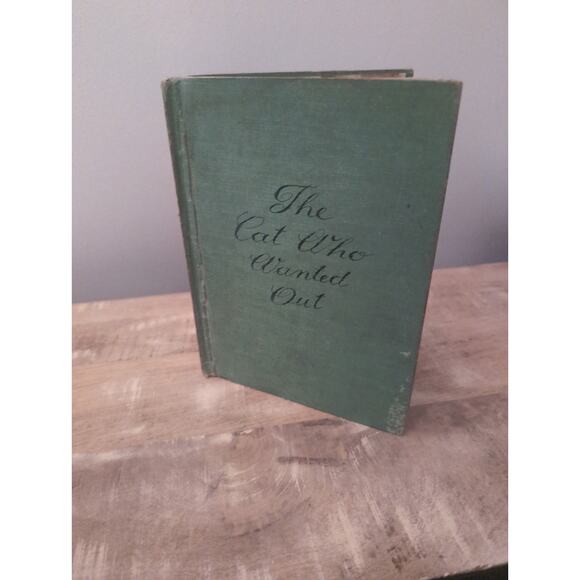 The
Cat Who
Wanted
Out